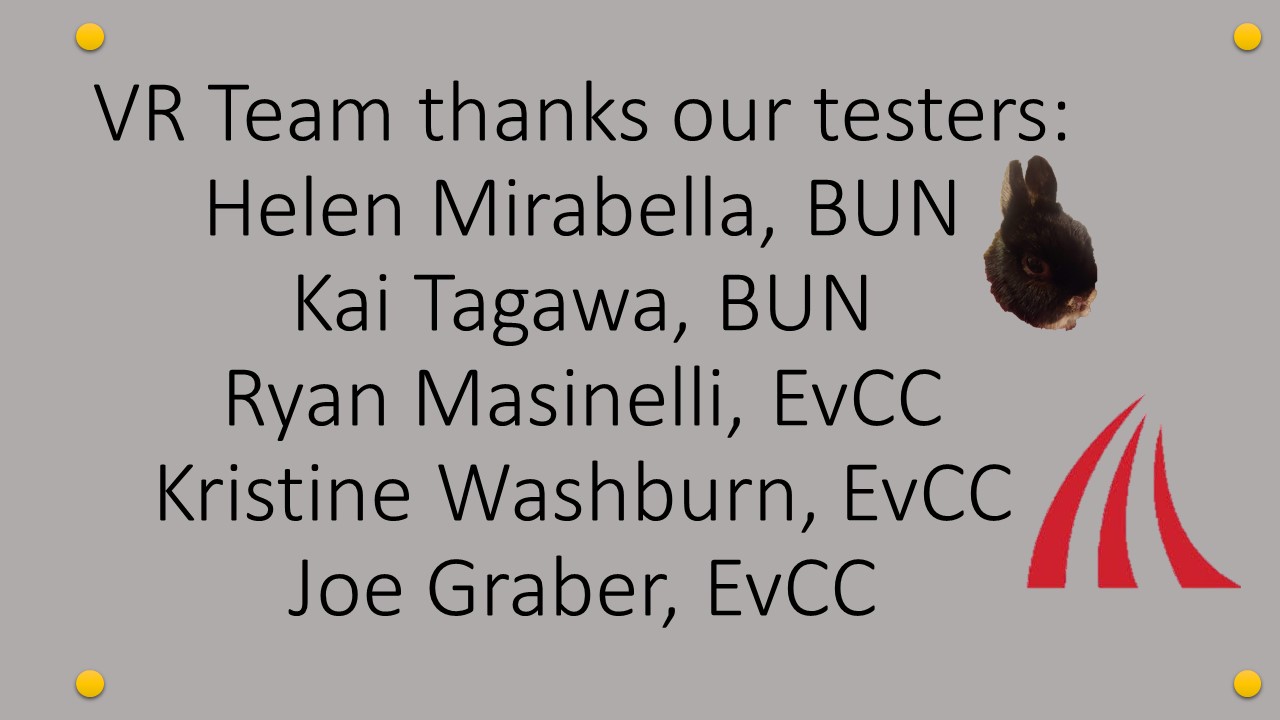 VR Team thanks our testers:
Helen Mirabella, BUN
Kai Tagawa, BUN
Ryan Masinelli, EvCC
Kristine Washburn, EvCC
Joe Graber, EvCC